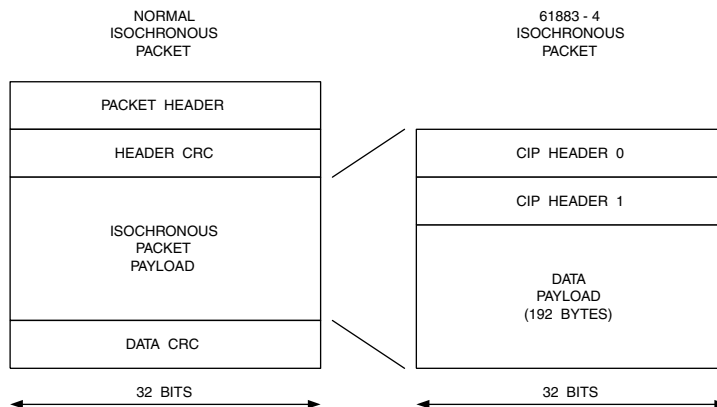 NORMAL
ISOCHRONOUS
PACKET
PACKET HEADER
HEADER CRC
ISOCHRONOUS
PACKET
PAYLOAD
DATA CRC
32 BITS
61883 - 4
ISOCHRONOUS
PACKET
CIP HEADER 0
CIP HEADER 1
DATA
PAYLOAD
(192 BYTES)
32 BITS